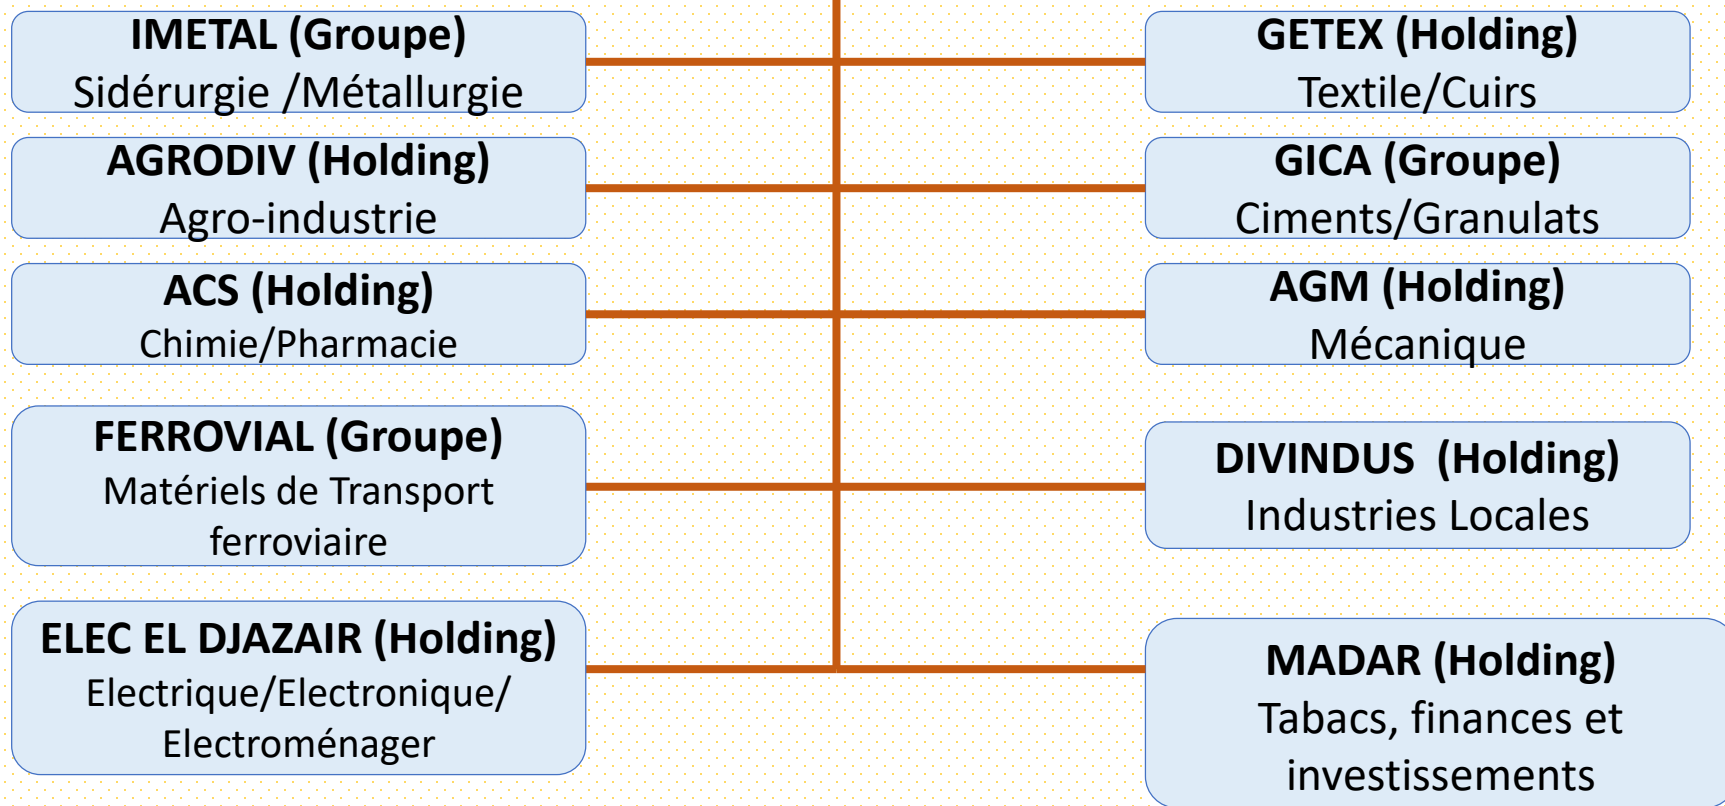 IMETAL (Groupe)
Sidérurgie /Métallurgie
GETEX (Holding)
Textile/Cuirs
AGRODIV (Holding)
Agro-industrie
GICA (Groupe)
Ciments/Granulats
ACS (Holding)
Chimie/Pharmacie
AGM (Holding)
Mécanique
FERROVIAL (Groupe)
Matériels de Transport
ferroviaire
DIVINDUS (Holding)
Industries Locales
ELEC EL DJAZAIR (Holding)
Electrique/Electronique/
Electroménager
MADAR (Holding)
Tabacs, finances et
investissements